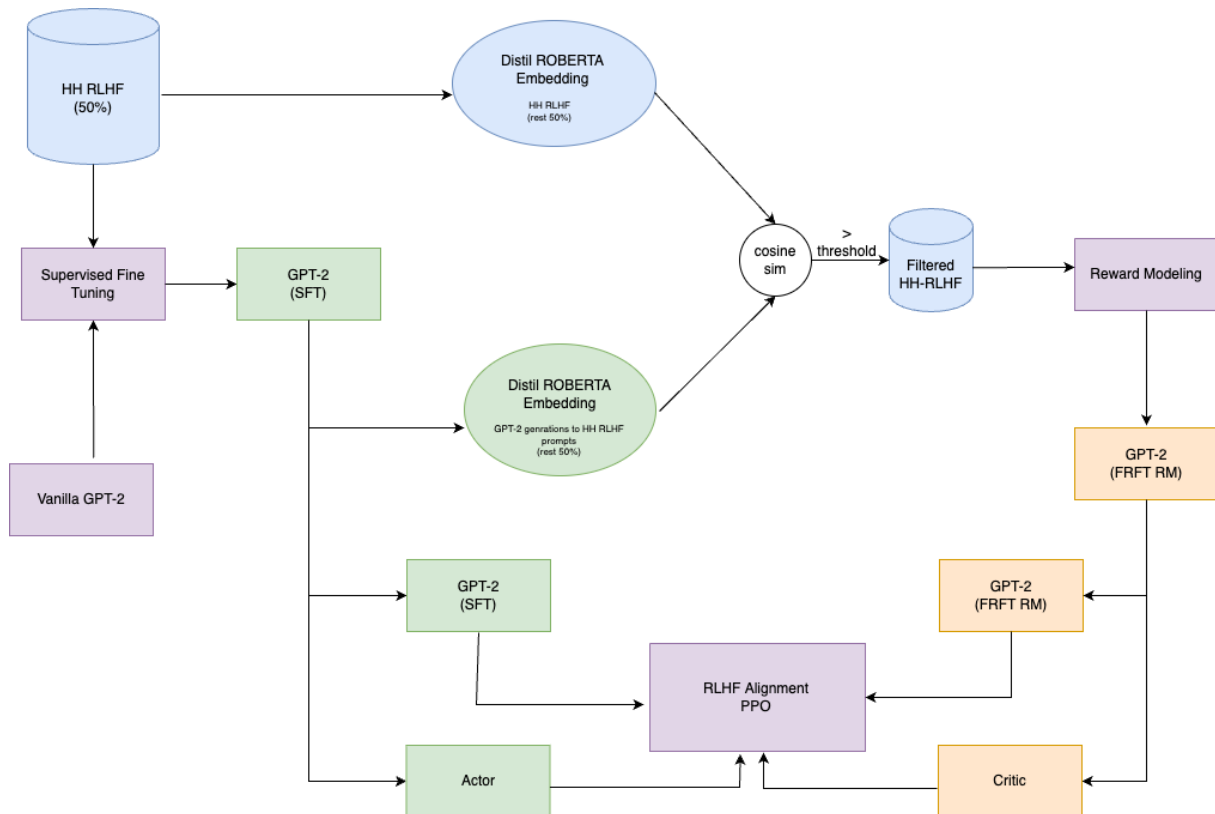 HH RLHF
(50%)
Distil ROBERTA
Embedding
HH RLHF
(rest 50%)
Supervised Fine
Tuning
GPT-2
(SFT)
cosine
sim
>
threshold
Filtered
HH-RLHF
Reward Modeling
Distil ROBERTA
Embedding
GPT-2 genrations to HH RLHF
prompts
(rest 50%)
Vanilla GPT-2
GPT-2
(FRFT RM)
GPT-2
(SFT)
GPT-2
(FRFT RM)
RLHF Alignment
PPO
Actor
Critic